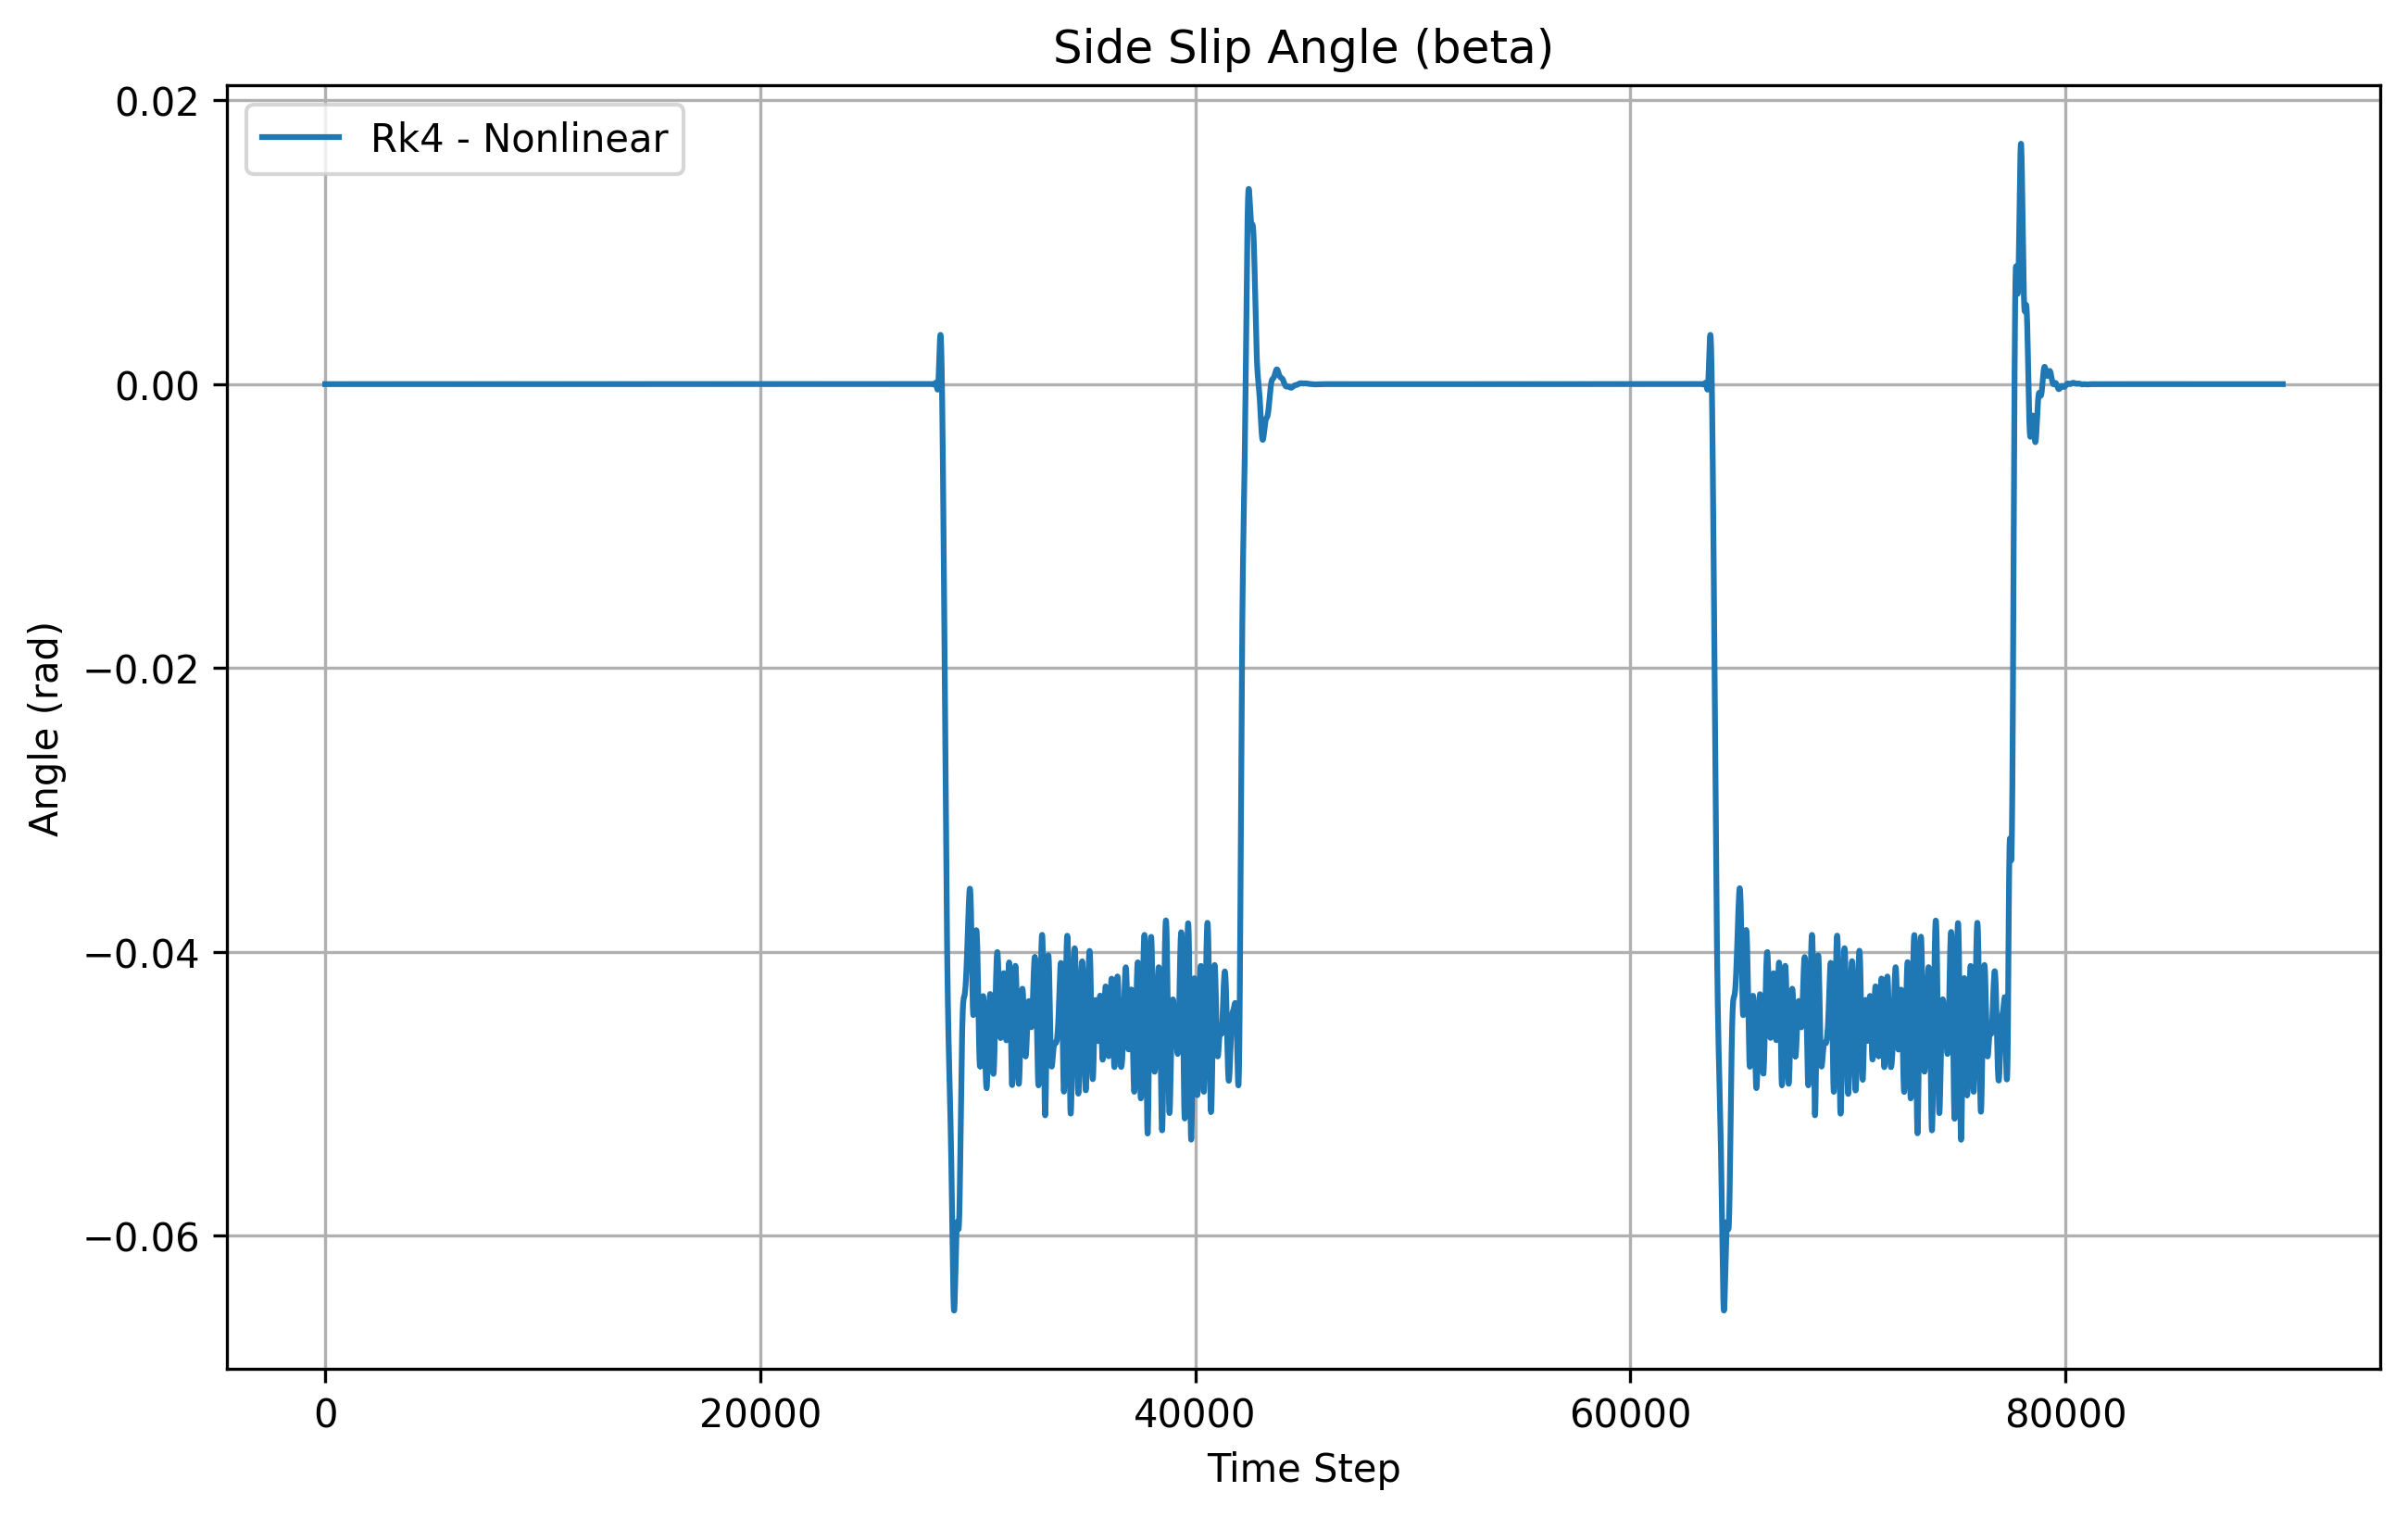 Side Slip Angle (beta)
Rk4 - Nonlinear
0.02
0.00
−0.02
−0.04
−0.06
Angle (rad)
0 20000 40000 60000 80000
Time Step